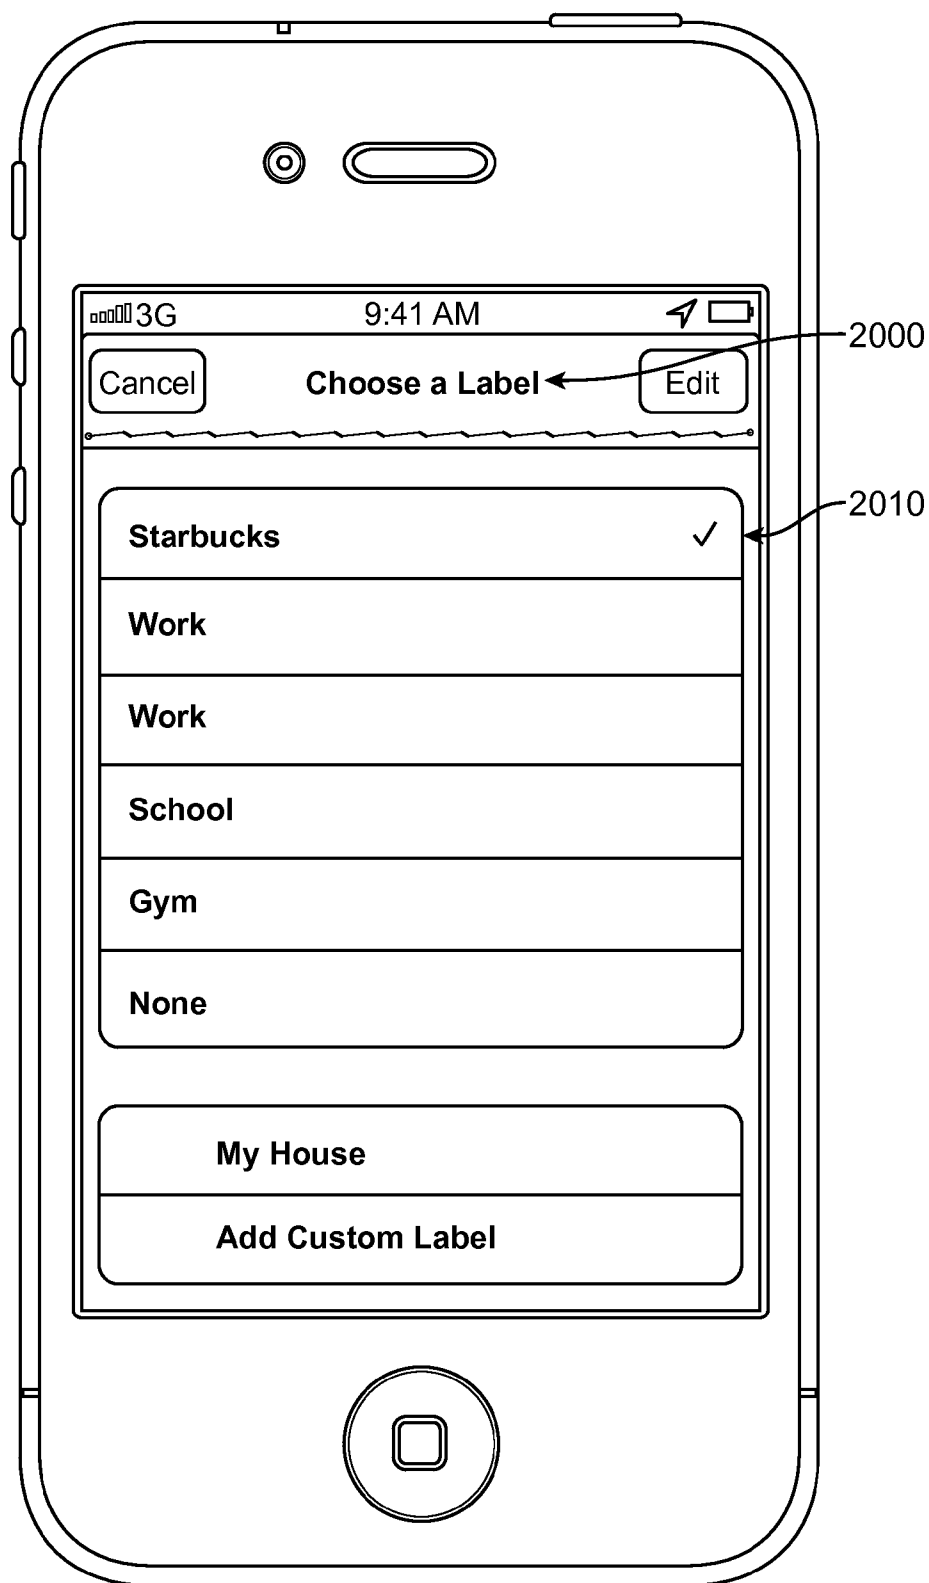 3G 9:41 AM
2000
Cancel Choose a Label Edit
2010
Starbucks
Work
Work
School
Gym
None
My House
Add Custom Label